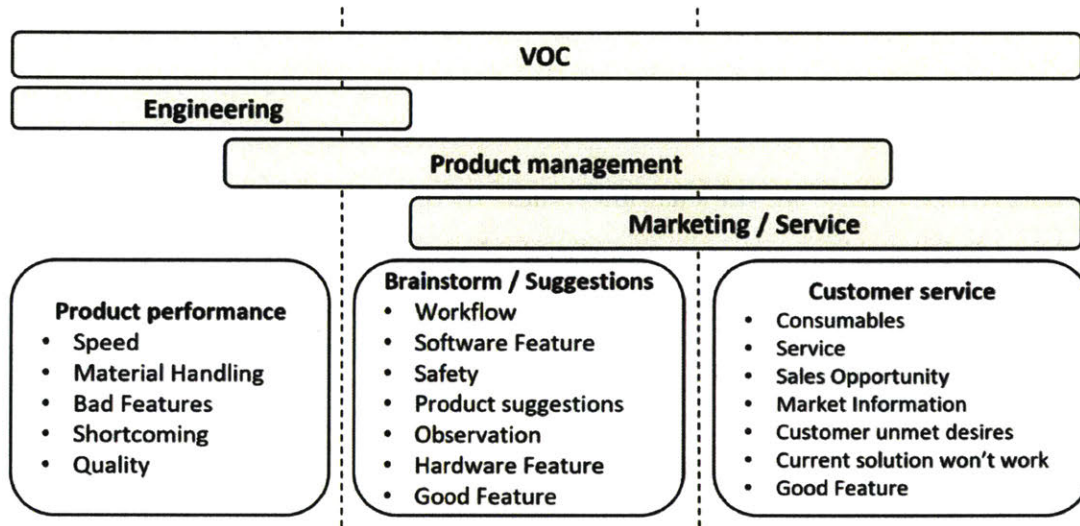 VOC
Engineering
Product management
Marketing / Service
Product performance
• Speed
• Material Handling
• Bad Features
• Shortcoming
• Quality
Brainstorm / Suggestions
• Workflow
• Software Feature
• Safety
• Product suggestions
• Observation
• Hardware Feature
• Good Feature
Customer service
• Consumables
• Service
• Sales Opportunity
• Market Information
• Customer unmet desires
• Current solution won't work
• Good Feature